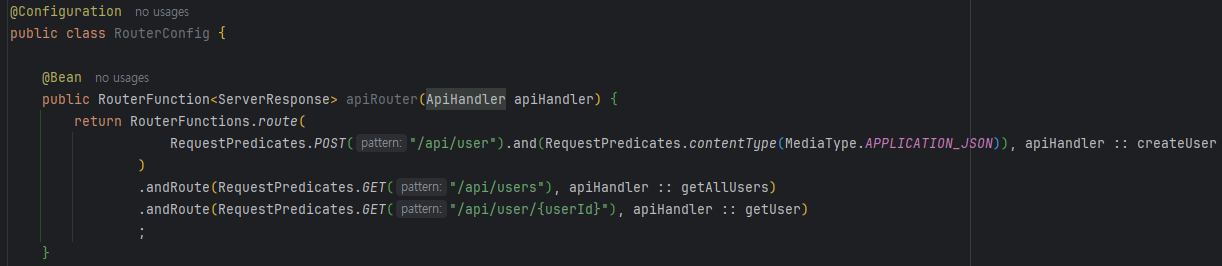 @Configuration no usages
public class RouterConfig {
@Bean no usages
public RouterFunction<ServerResponse> apiRouter(ApiHandler apiHandler) {
return RouterFunctions.route(
RequestPredicates.POST( pattern: "/api/user").and(RequestPredicates.contentType(MediaType.APPLICATION_JSON)), apiHandler :: createUser
)
.andRoute(RequestPredicates.GET( pattern: "/api/users"), apiHandler :: getAllUsers)
.andRoute(RequestPredicates.GET( pattern: "/api/user/{userId}"), apiHandler :: getUser)
;
}